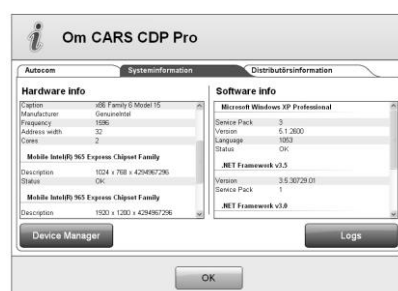 i Om CARS CDP Pro
Autocom Systeminformation Distributörsinformation
Hardware info
Caption x86 Family 6 Model 15
Manufacturer GenuineIntel
Frequency 1596
Address width 32
Cores 2
Mobile Intel(R) 965 Express Chipset Family
Description 1024 x 768 x 4294967296
Status OK
Mobile Intel(R) 965 Express Chipset Family
Description 1920 x 1200 x 4294967296
Device Manager
Software info
Microsoft Windows XP Professional
Service Pack 3
Version 5.1.2600
Language 1053
Status OK
.NET Framework v3.5
Version 3.5.30729.01
Service Pack 1
.NET Framework v3.0
Logs
OK